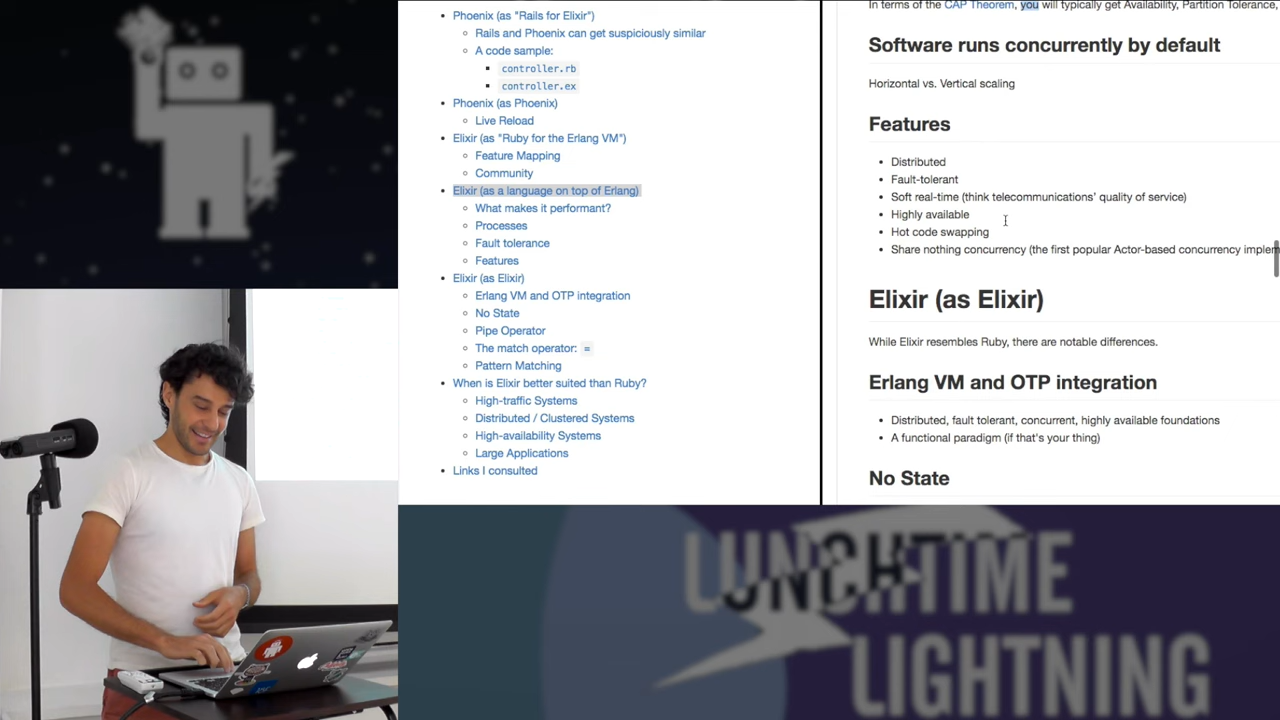 Phoenix (as "Rails for Elixir")
Rails and Phoenix can get suspiciously similar
A code sample:
controller.rb
controller.ex
Phoenix (as Phoenix)
Live Reload
Elixir (as "Ruby for the Erlang VM")
Feature Mapping
Community
Elixir (as a language on top of Erlang)
What makes it performant?
Processes
Fault tolerance
Features
Elixir (as Elixir)
Erlang VM and OTP integration
No State
Pipe Operator
The match operator: =
Pattern Matching
When is Elixir better suited than Ruby?
High-traffic Systems
Distributed / Clustered Systems
High-availability Systems
Large Applications
Links I consulted
In terms of the CAP Theorem, you will typically get Availability, Partition Tolerance,
Software runs concurrently by default
Horizontal vs. Vertical scaling
Features
Distributed
Fault-tolerant
Soft real-time (think telecommunications' quality of service)
Highly available
Hot code swapping
Share nothing concurrency (the first popular Actor-based concurrency implem
Elixir (as Elixir)
While Elixir resembles Ruby, there are notable differences.
Erlang VM and OTP integration
Distributed, fault tolerant, concurrent, highly available foundations
A functional paradigm (if that's your thing)
No State
LUNCHTIME
LIGHTNING